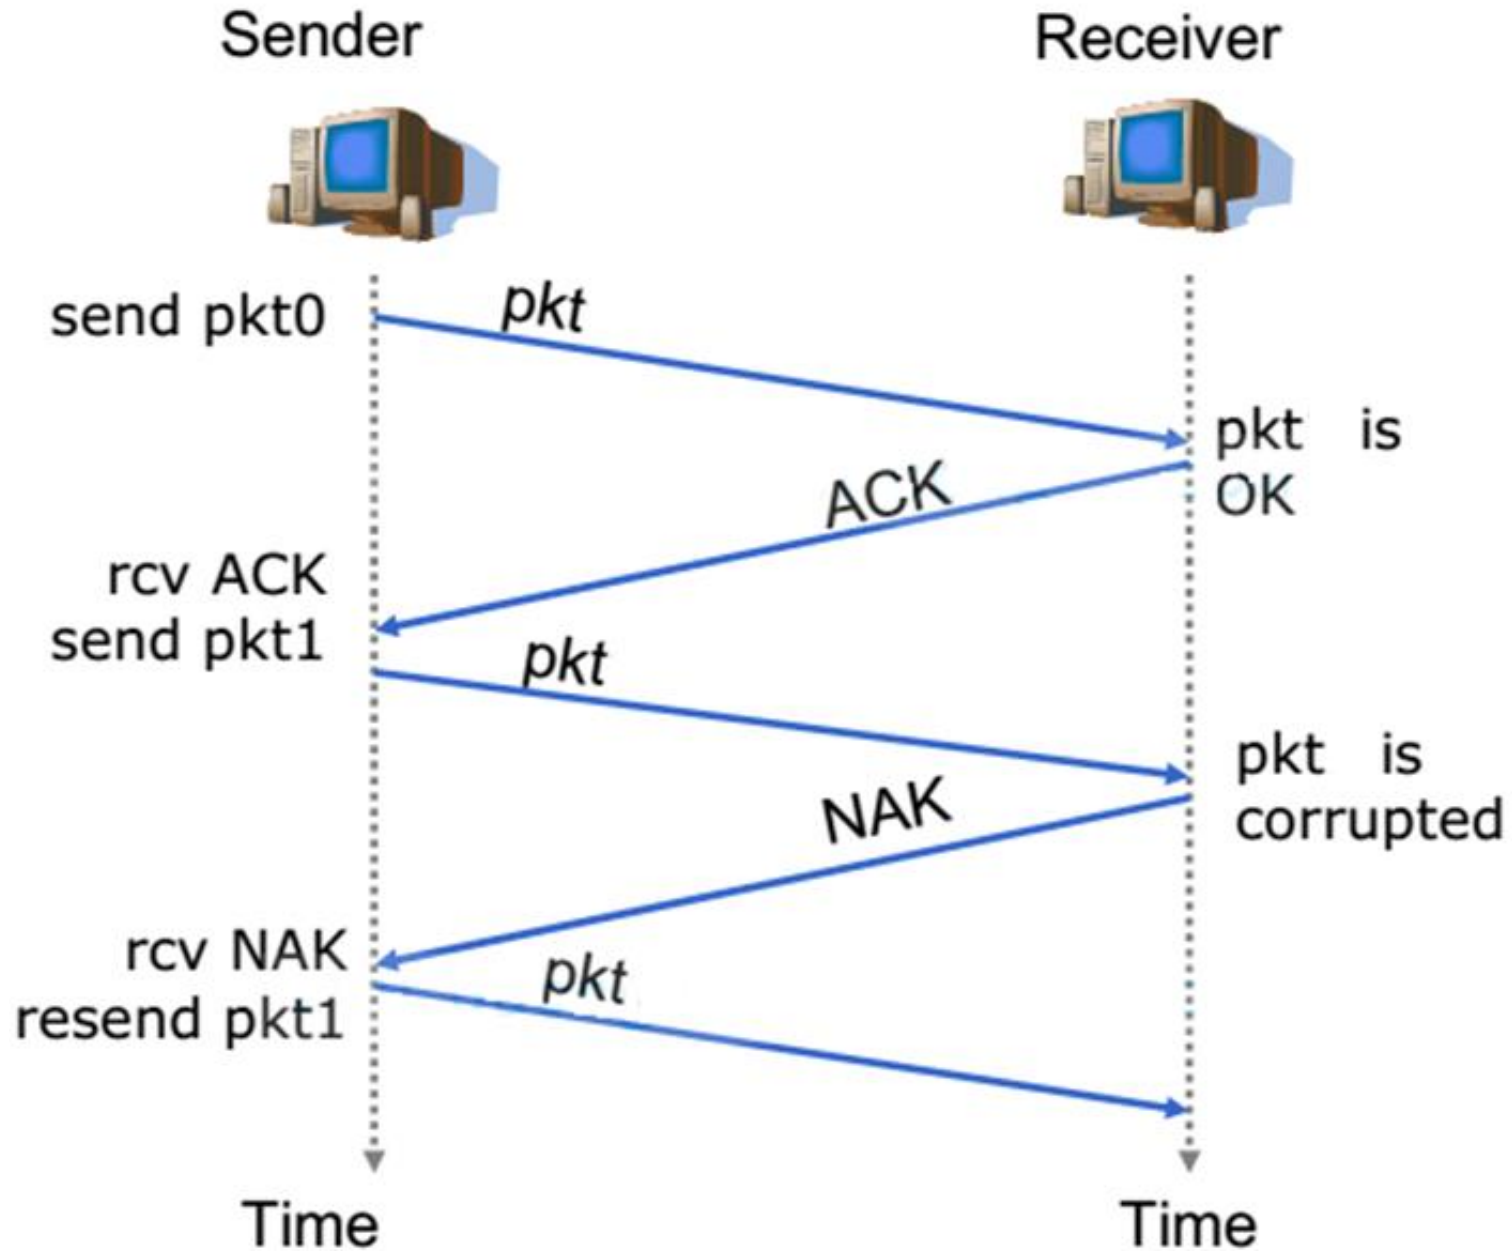 Sender
Receiver
send pkt0
pkt
pkt is
OK
ACK
rcv ACK
send pkt1
pkt
pkt is
corrupted
NAK
rcv NAK
resend pkt1
pkt
Time
Time